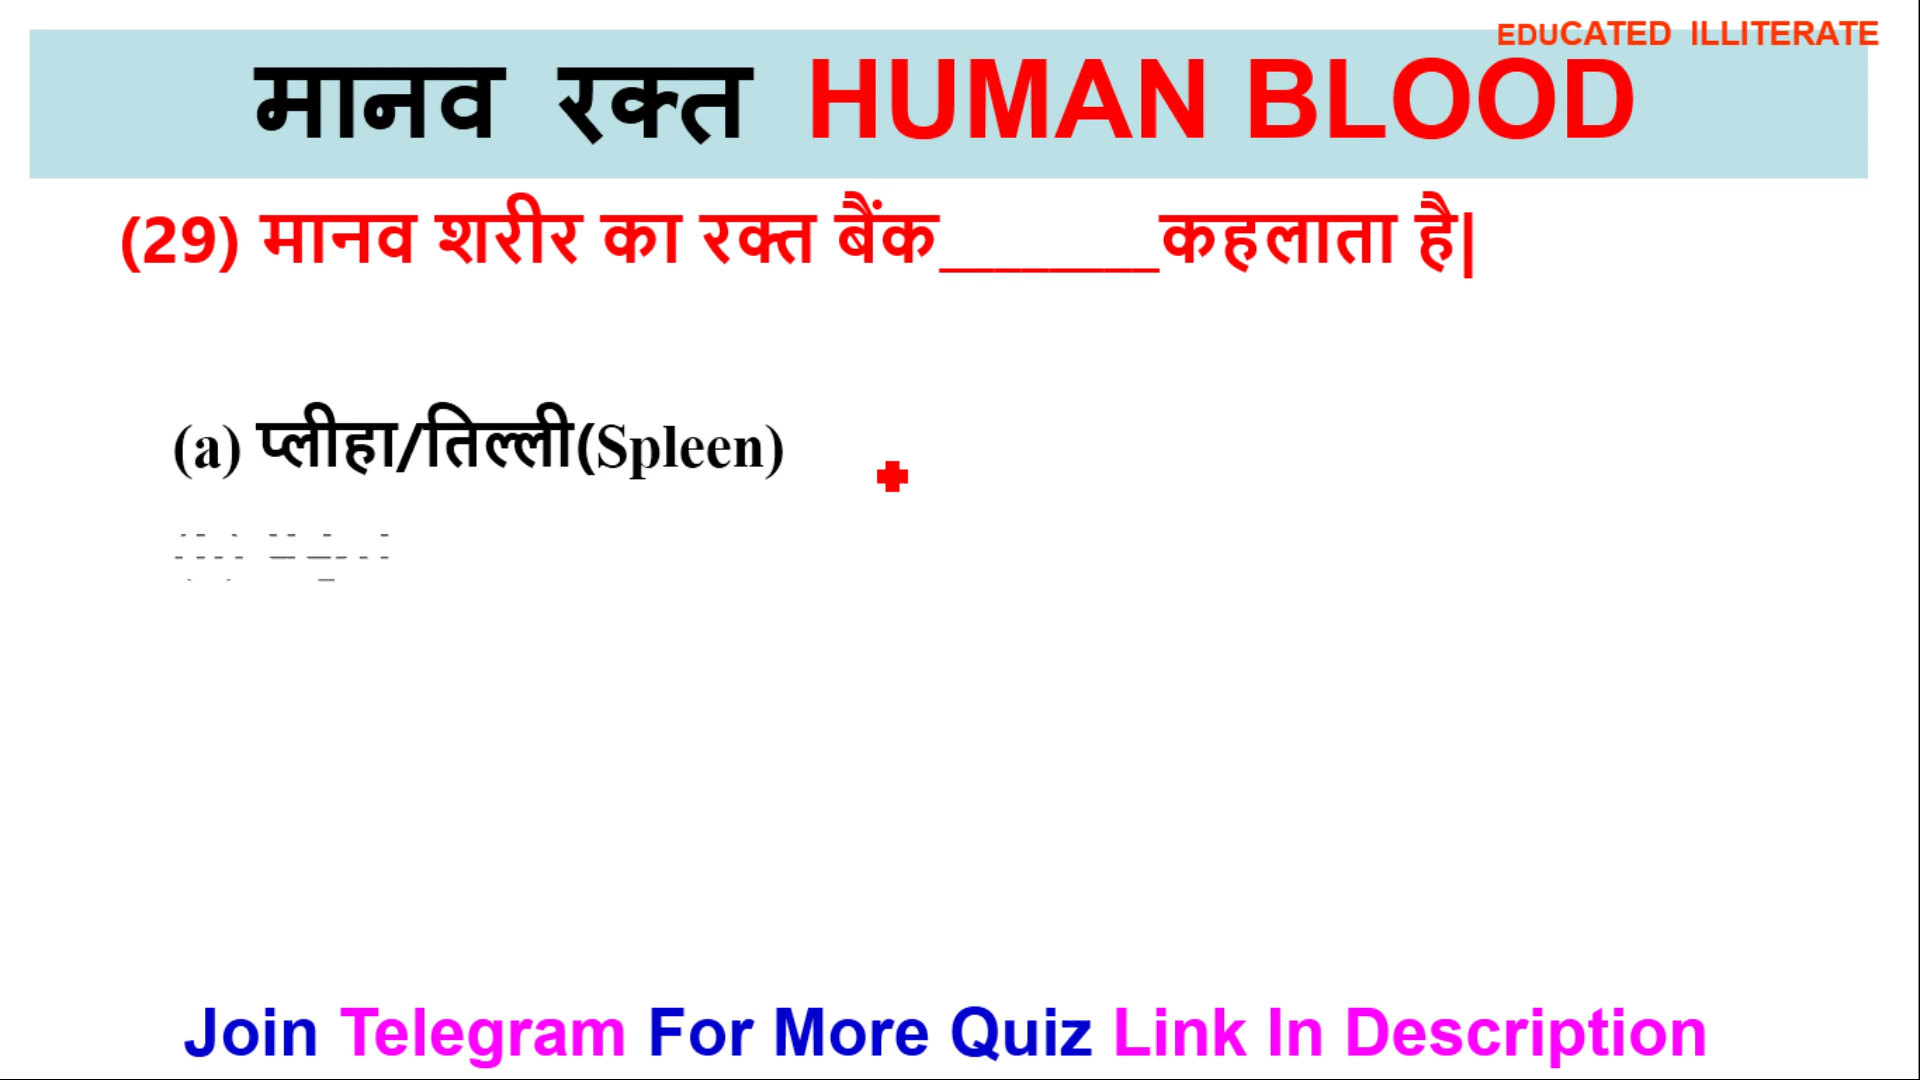 EDUCATED ILLITERATE
मानव रक्त HUMAN BLOOD
(29) मानव शरीर का रक्त बैंक________कहलाता है|
(a) प्लीहा/तिल्ली(Spleen)
Join Telegram For More Quiz Link In Description